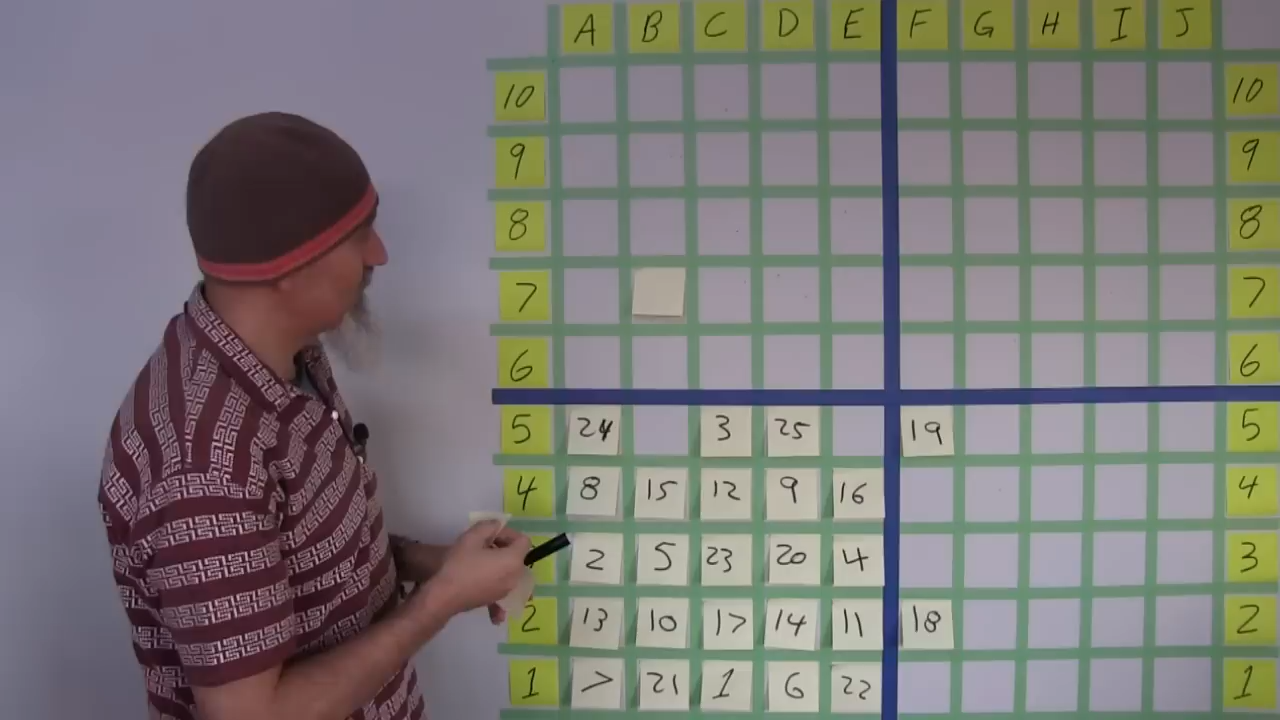 A B C D E F G H I J
10 10
9 9
8 8
7 7
6 6
5 24 3 25 19 5
4 8 15 12 9 16 4
2 5 23 20 4 3
2 13 10 17 14 11 18 2
1 7 21 1 6 22 1